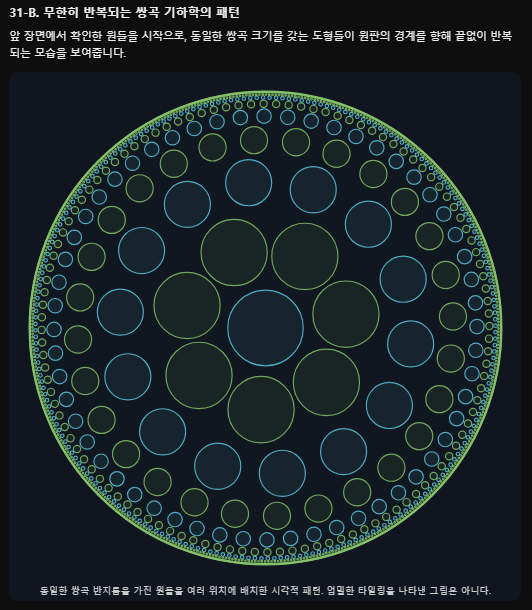 31-B. 무한히 반복되는 쌍곡 기하학의 패턴
앞 장면에서 확인한 원들을 시작으로, 동일한 쌍곡 크기를 갖는 도형들이 원판의 경계를 향해 끝없이 반복
되는 모습을 보여줍니다.
동일한 쌍곡 반지름을 가진 원들을 여러 위치에 배치한 시각적 패턴. 엄밀한 타일링을 나타낸 그림은 아니다.